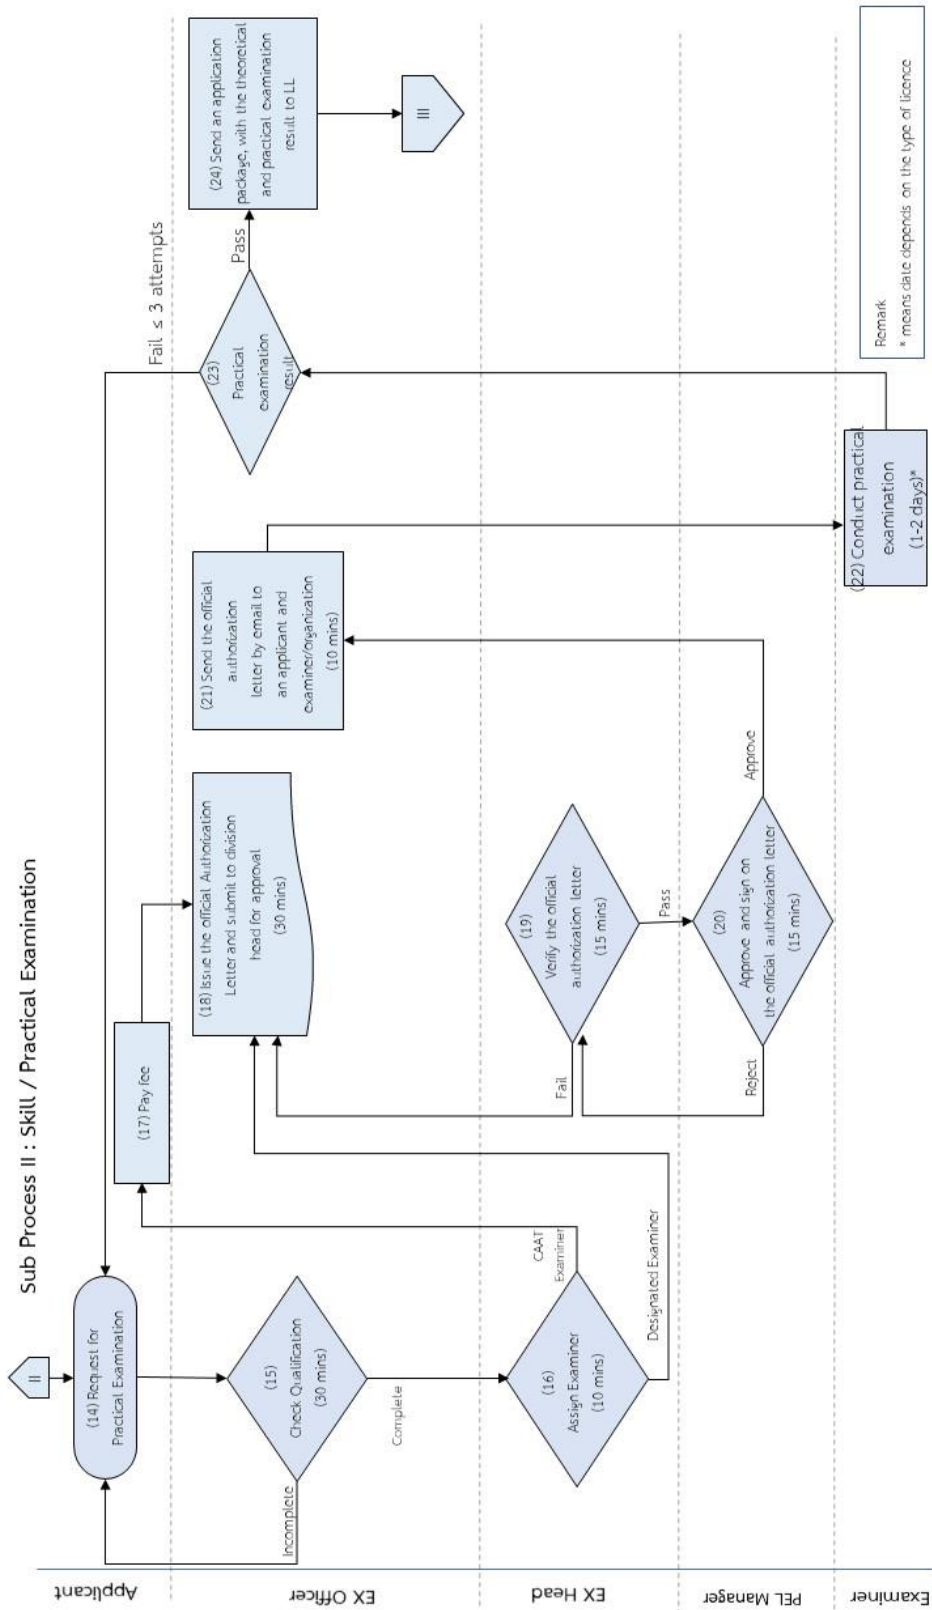 Sub Process II : Skill / Practical Examination
Applicant
EX Officer
EX Head
PEL Manager
Examiner
II
(14) Request for
Practical Examination
Incomplete
(15)
Check Qualification
(30 mins)
Complete
(16)
Assign Examiner
(10 mins)
CAAT
Examiner
Designated Examiner
(17) Pay fee
(18) Issue the official Authorization
Letter and submit to division
head for approval
(30 mins)
Fail
(19)
Verify the official
authorization letter
(15 mins)
Pass
Reject
(20)
Approve and sign on
the official authorization letter
(15 mins)
Approve
(21) Send the official
authorization
letter by email to
an applicant and
examiner/organization
(10 mins)
(22) Conduct practical
examination
(1-2 days)*
(23)
Practical
examination
result
Fail ≤ 3 attempts
Pass
(24) Send an application
package, with the theoretical
and practical examination
result to LL
III
Remark
* means date depends on the type of licence